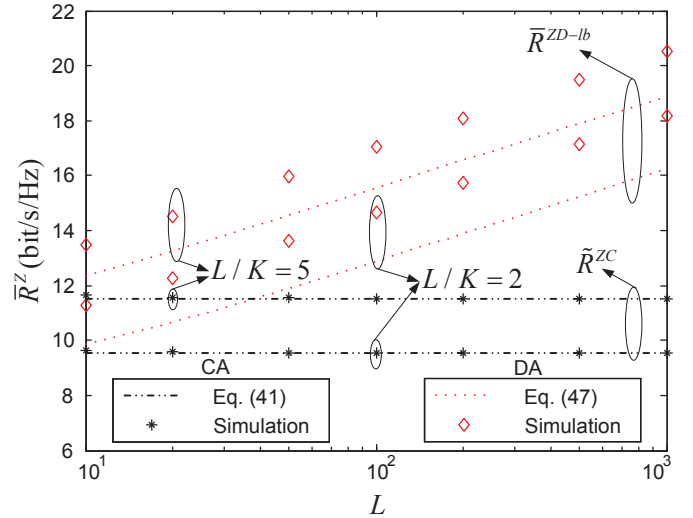 22
20
18
16
14
12
10
8
6
R̄^Z (bit/s/Hz)
R̄^{ZD−lb}
L / K = 5
L / K = 2
R̃^{ZC}
CA
Eq. (41)
Simulation
DA
Eq. (47)
Simulation
10^1
10^2
10^3
L